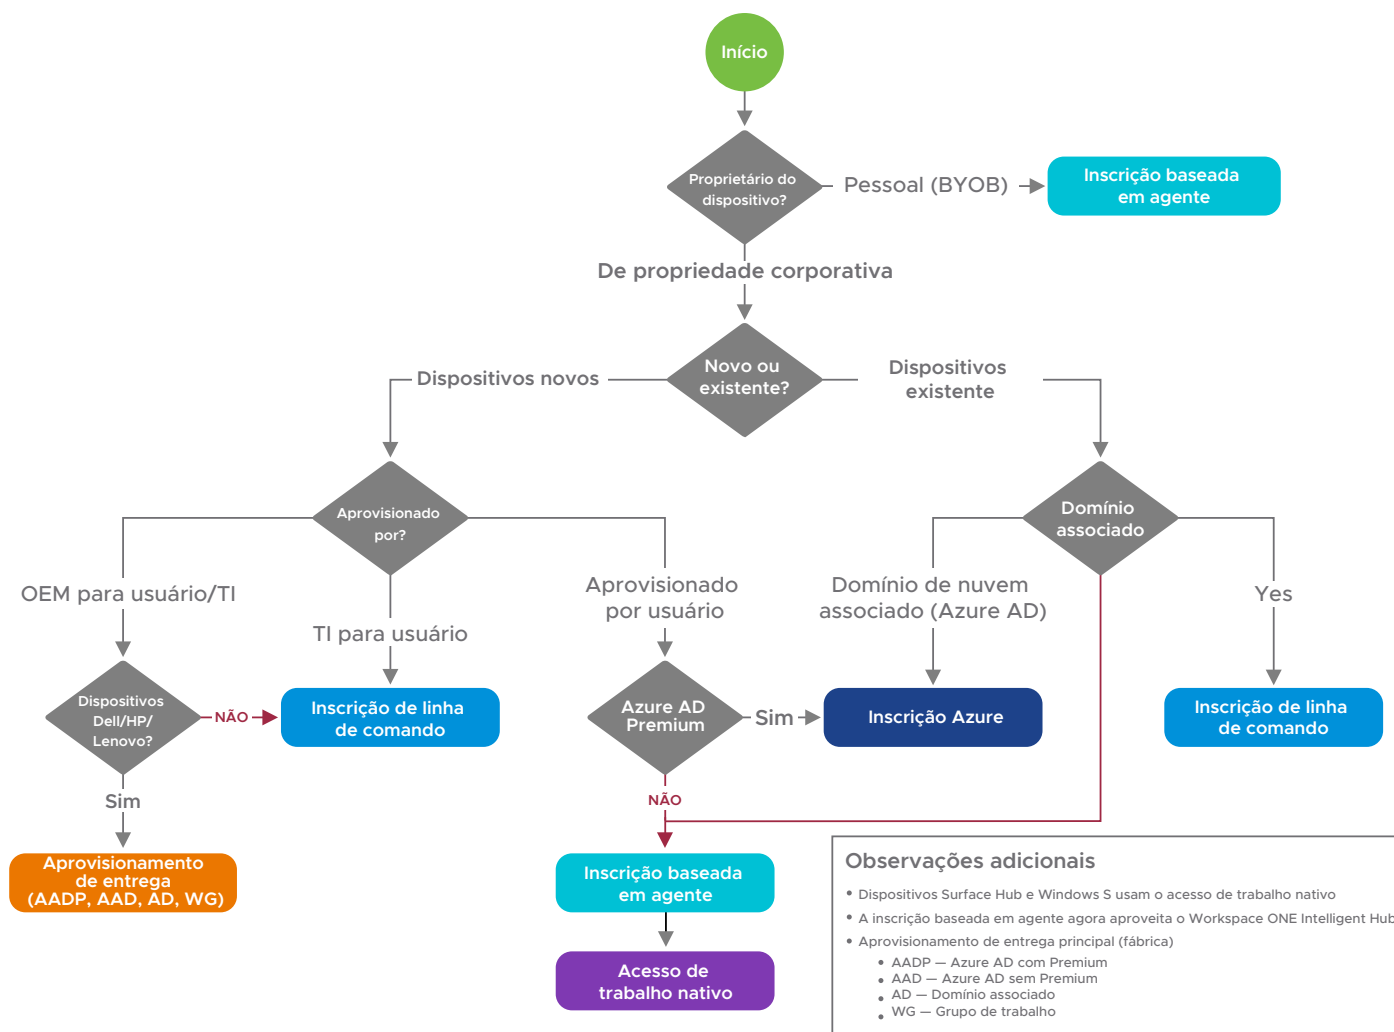 Início
Proprietário do
dispositivo?
Pessoal (BYOB)
Inscrição baseada
em agente
De propriedade corporativa
Novo ou
existente?
Dispositivos novos
Dispositivos
existente
Aprovisionado
por?
Domínio
associado
OEM para usuário/TI
TI para usuário
Aprovisionado
por usuário
Domínio de nuvem
associado (Azure AD)
Yes
Dispositivos
Dell/HP/
Lenovo?
NÃO
Inscrição de linha
de comando
Azure AD
Premium
Sim
Inscrição Azure
Inscrição de linha
de comando
Sim
NÃO
Aprovisionamento
de entrega
(AADP, AAD, AD, WG)
Inscrição baseada
em agente
Acesso de
trabalho nativo
Observações adicionais
• Dispositivos Surface Hub e Windows S usam o acesso de trabalho nativo
• A inscrição baseada em agente agora aproveita o Workspace ONE Intelligent Hub
• Aprovisionamento de entrega principal (fábrica)
• AADP — Azure AD com Premium
• AAD — Azure AD sem Premium
• AD — Domínio associado
• WG — Grupo de trabalho